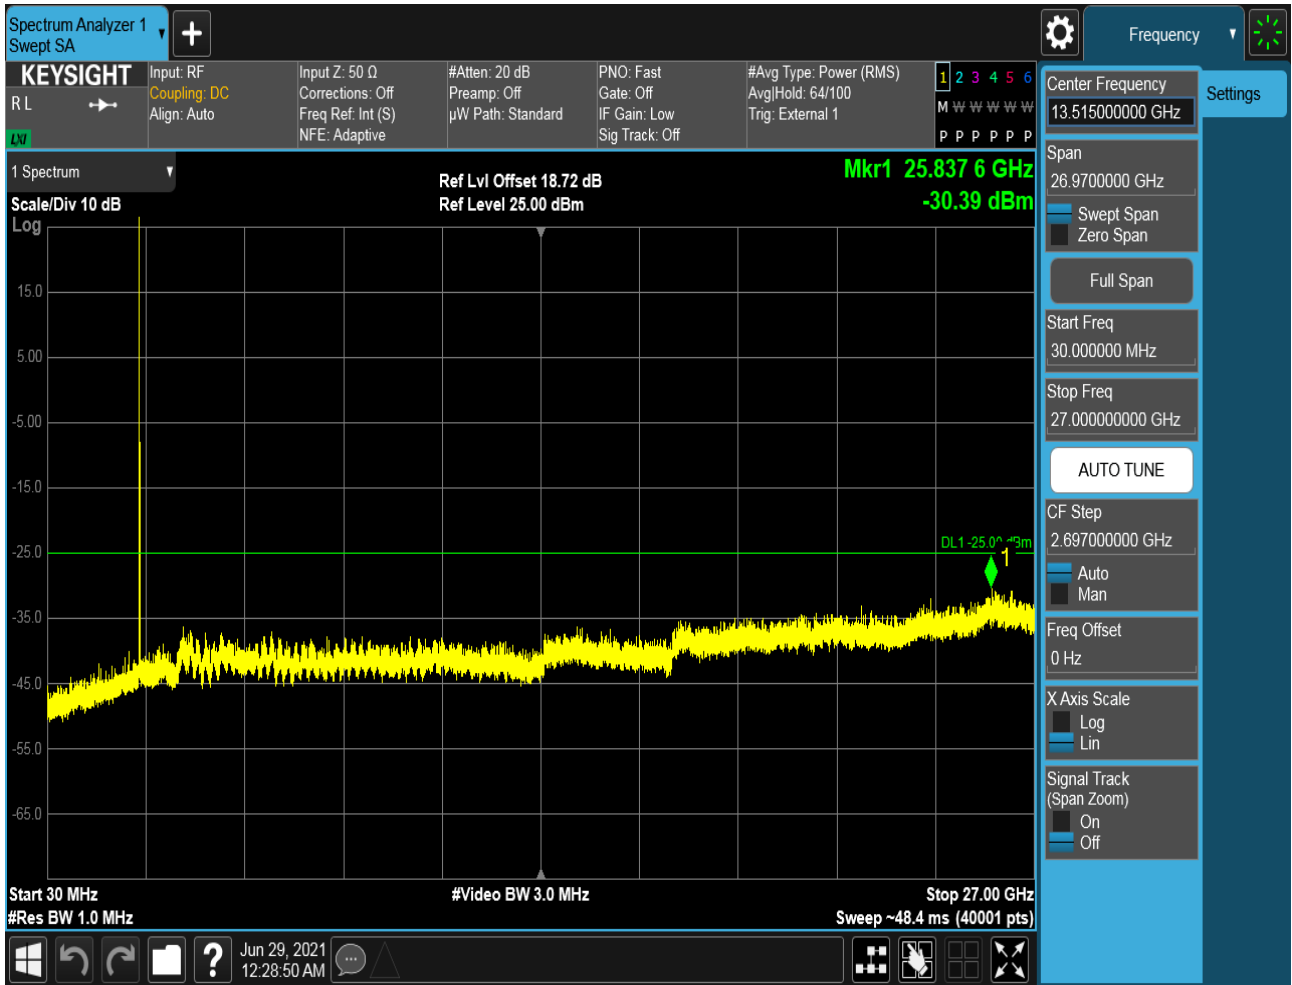 Spectrum Analyzer 1
Swept SA
Frequency
KEYSIGHT
R L
LXI
Input: RF
Coupling: DC
Align: Auto
Input Z: 50 Ω
Corrections: Off
Freq Ref: Int (S)
NFE: Adaptive
#Atten: 20 dB
Preamp: Off
µW Path: Standard
PNO: Fast
Gate: Off
IF Gain: Low
Sig Track: Off
#Avg Type: Power (RMS)
Avg|Hold: 64/100
Trig: External 1
1 2 3 4 5 6
M W W W W W
P P P P P P
1 Spectrum
Scale/Div 10 dB
Log
Ref Lvl Offset 18.72 dB
Ref Level 25.00 dBm
Mkr1 25.837 6 GHz
-30.39 dBm
15.0
5.00
-5.00
-15.0
-25.0
-35.0
-45.0
-55.0
-65.0
DL1 -25.00 dBm
1
Start 30 MHz
#Res BW 1.0 MHz
#Video BW 3.0 MHz
Stop 27.00 GHz
Sweep ~48.4 ms (40001 pts)
Center Frequency
13.515000000 GHz
Settings
Span
26.9700000 GHz
Swept Span
Zero Span
Full Span
Start Freq
30.000000 MHz
Stop Freq
27.000000000 GHz
AUTO TUNE
CF Step
2.697000000 GHz
Auto
Man
Freq Offset
0 Hz
X Axis Scale
Log
Lin
Signal Track
(Span Zoom)
On
Off
?
Jun 29, 2021
12:28:50 AM